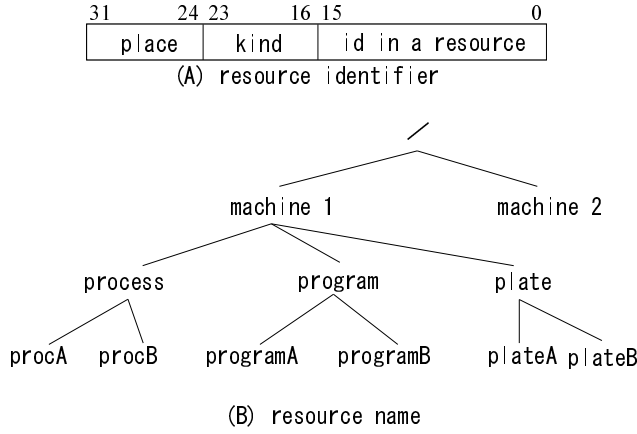 31 24 23 16 15 0
place kind id in a resource
(A) resource identifier
/
machine 1 machine 2
process program plate
procA procB programA programB plateA plateB
(B) resource name